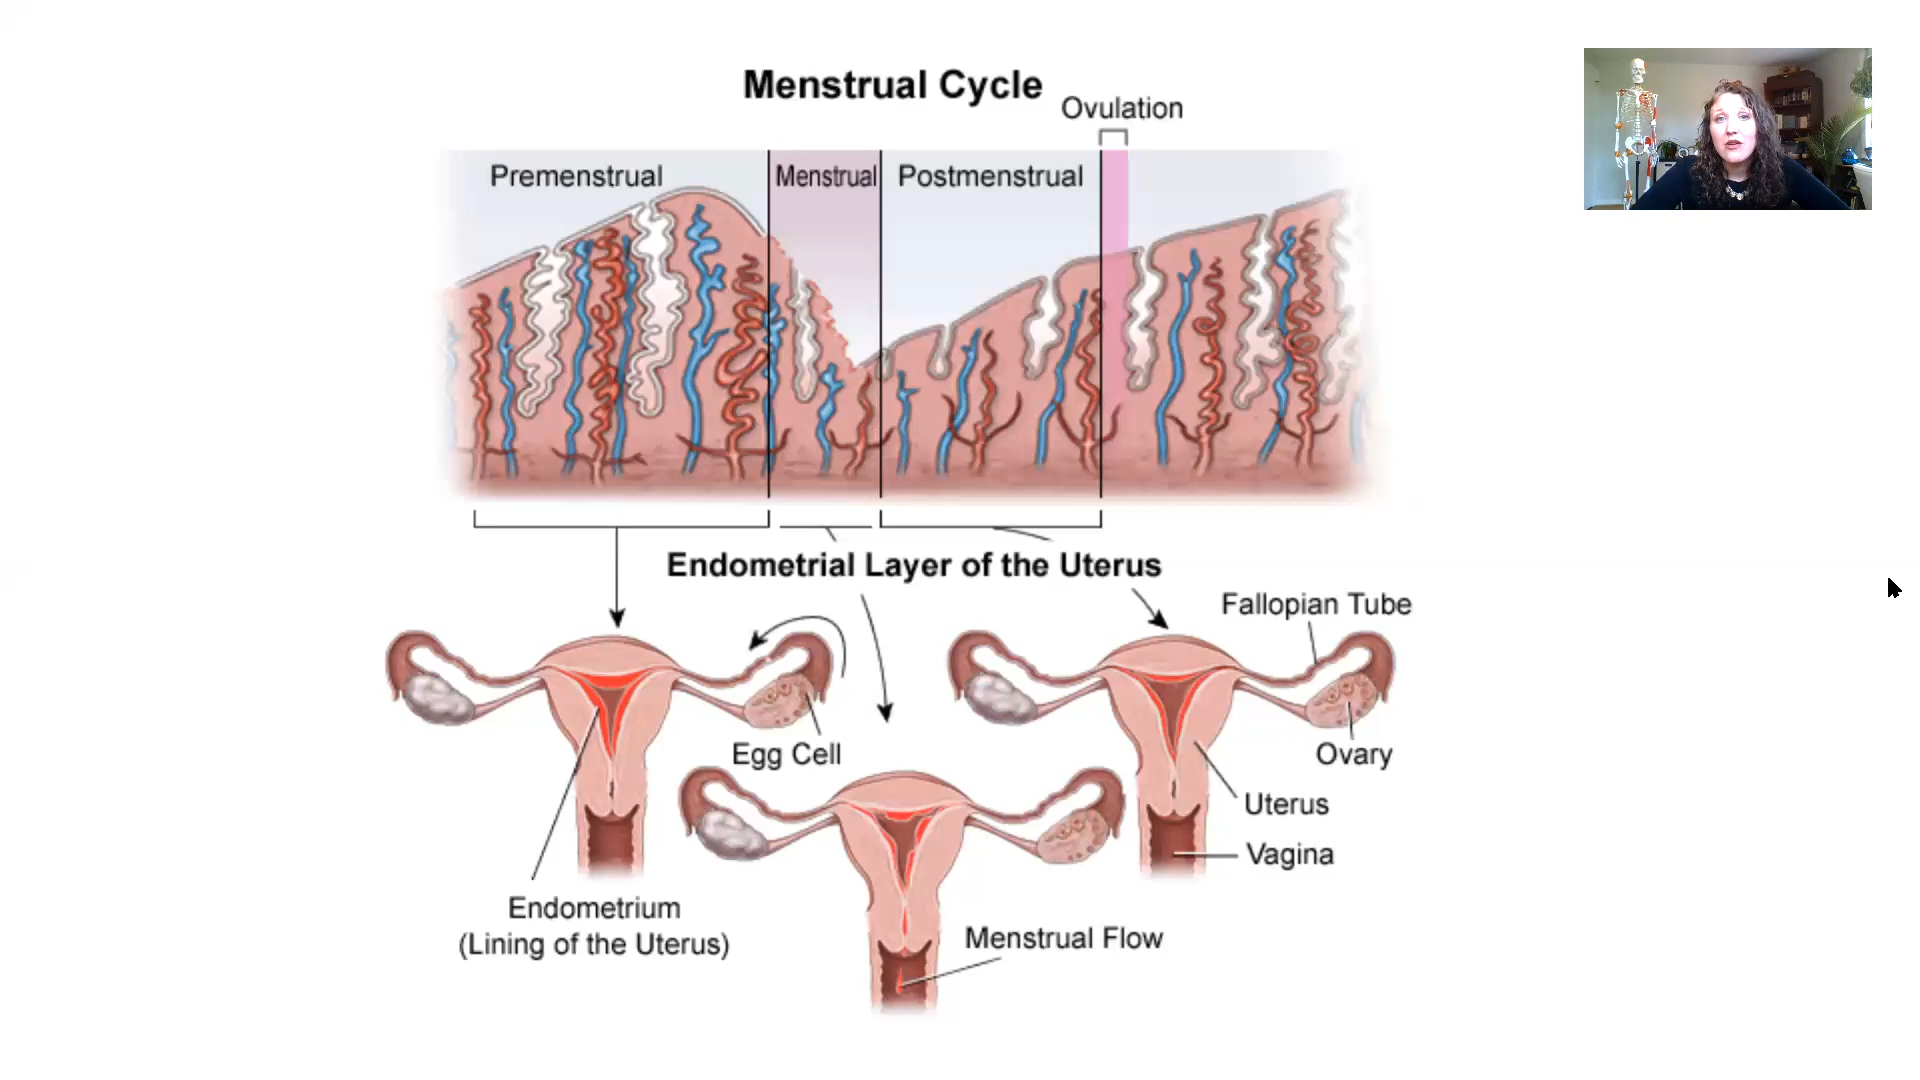 Menstrual Cycle
Ovulation
Premenstrual
Menstrual
Postmenstrual
Endometrial Layer of the Uterus
Fallopian Tube
Egg Cell
Ovary
Uterus
Vagina
Endometrium
(Lining of the Uterus)
Menstrual Flow